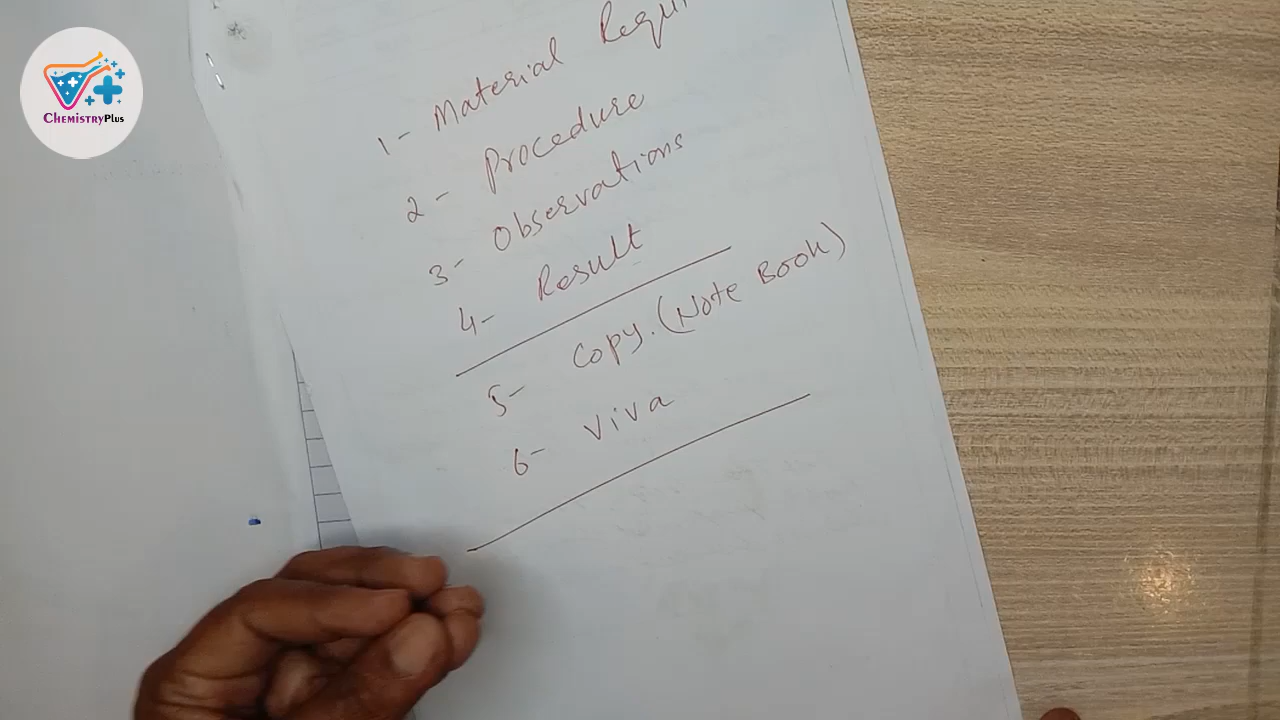 ChemistryPlus
1- Material
2- Procedure
3- Observations
4- Result
5- Copy. (Note Book)
6- Viva